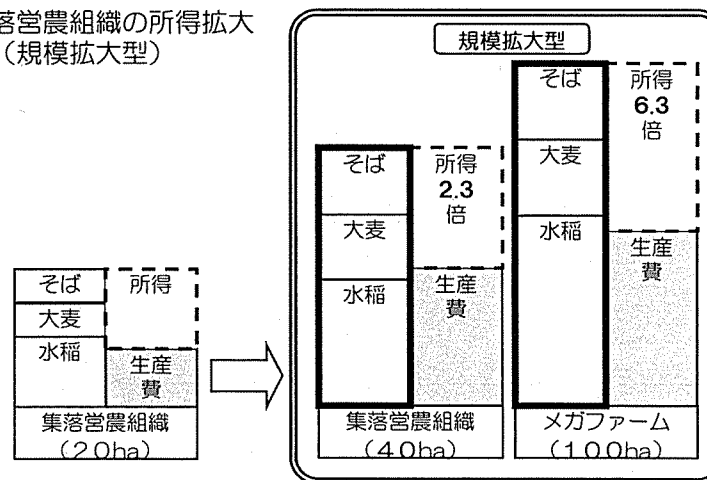 落営農組織の所得拡大
（規模拡大型）
規模拡大型
そば
所得
大麦
水稲
生産
費
集落営農組織
（20ha）
そば
所得
2.3
倍
大麦
水稲
生産
費
集落営農組織
（40ha）
そば
所得
6.3
倍
大麦
水稲
生産
費
メガファーム
（100ha）